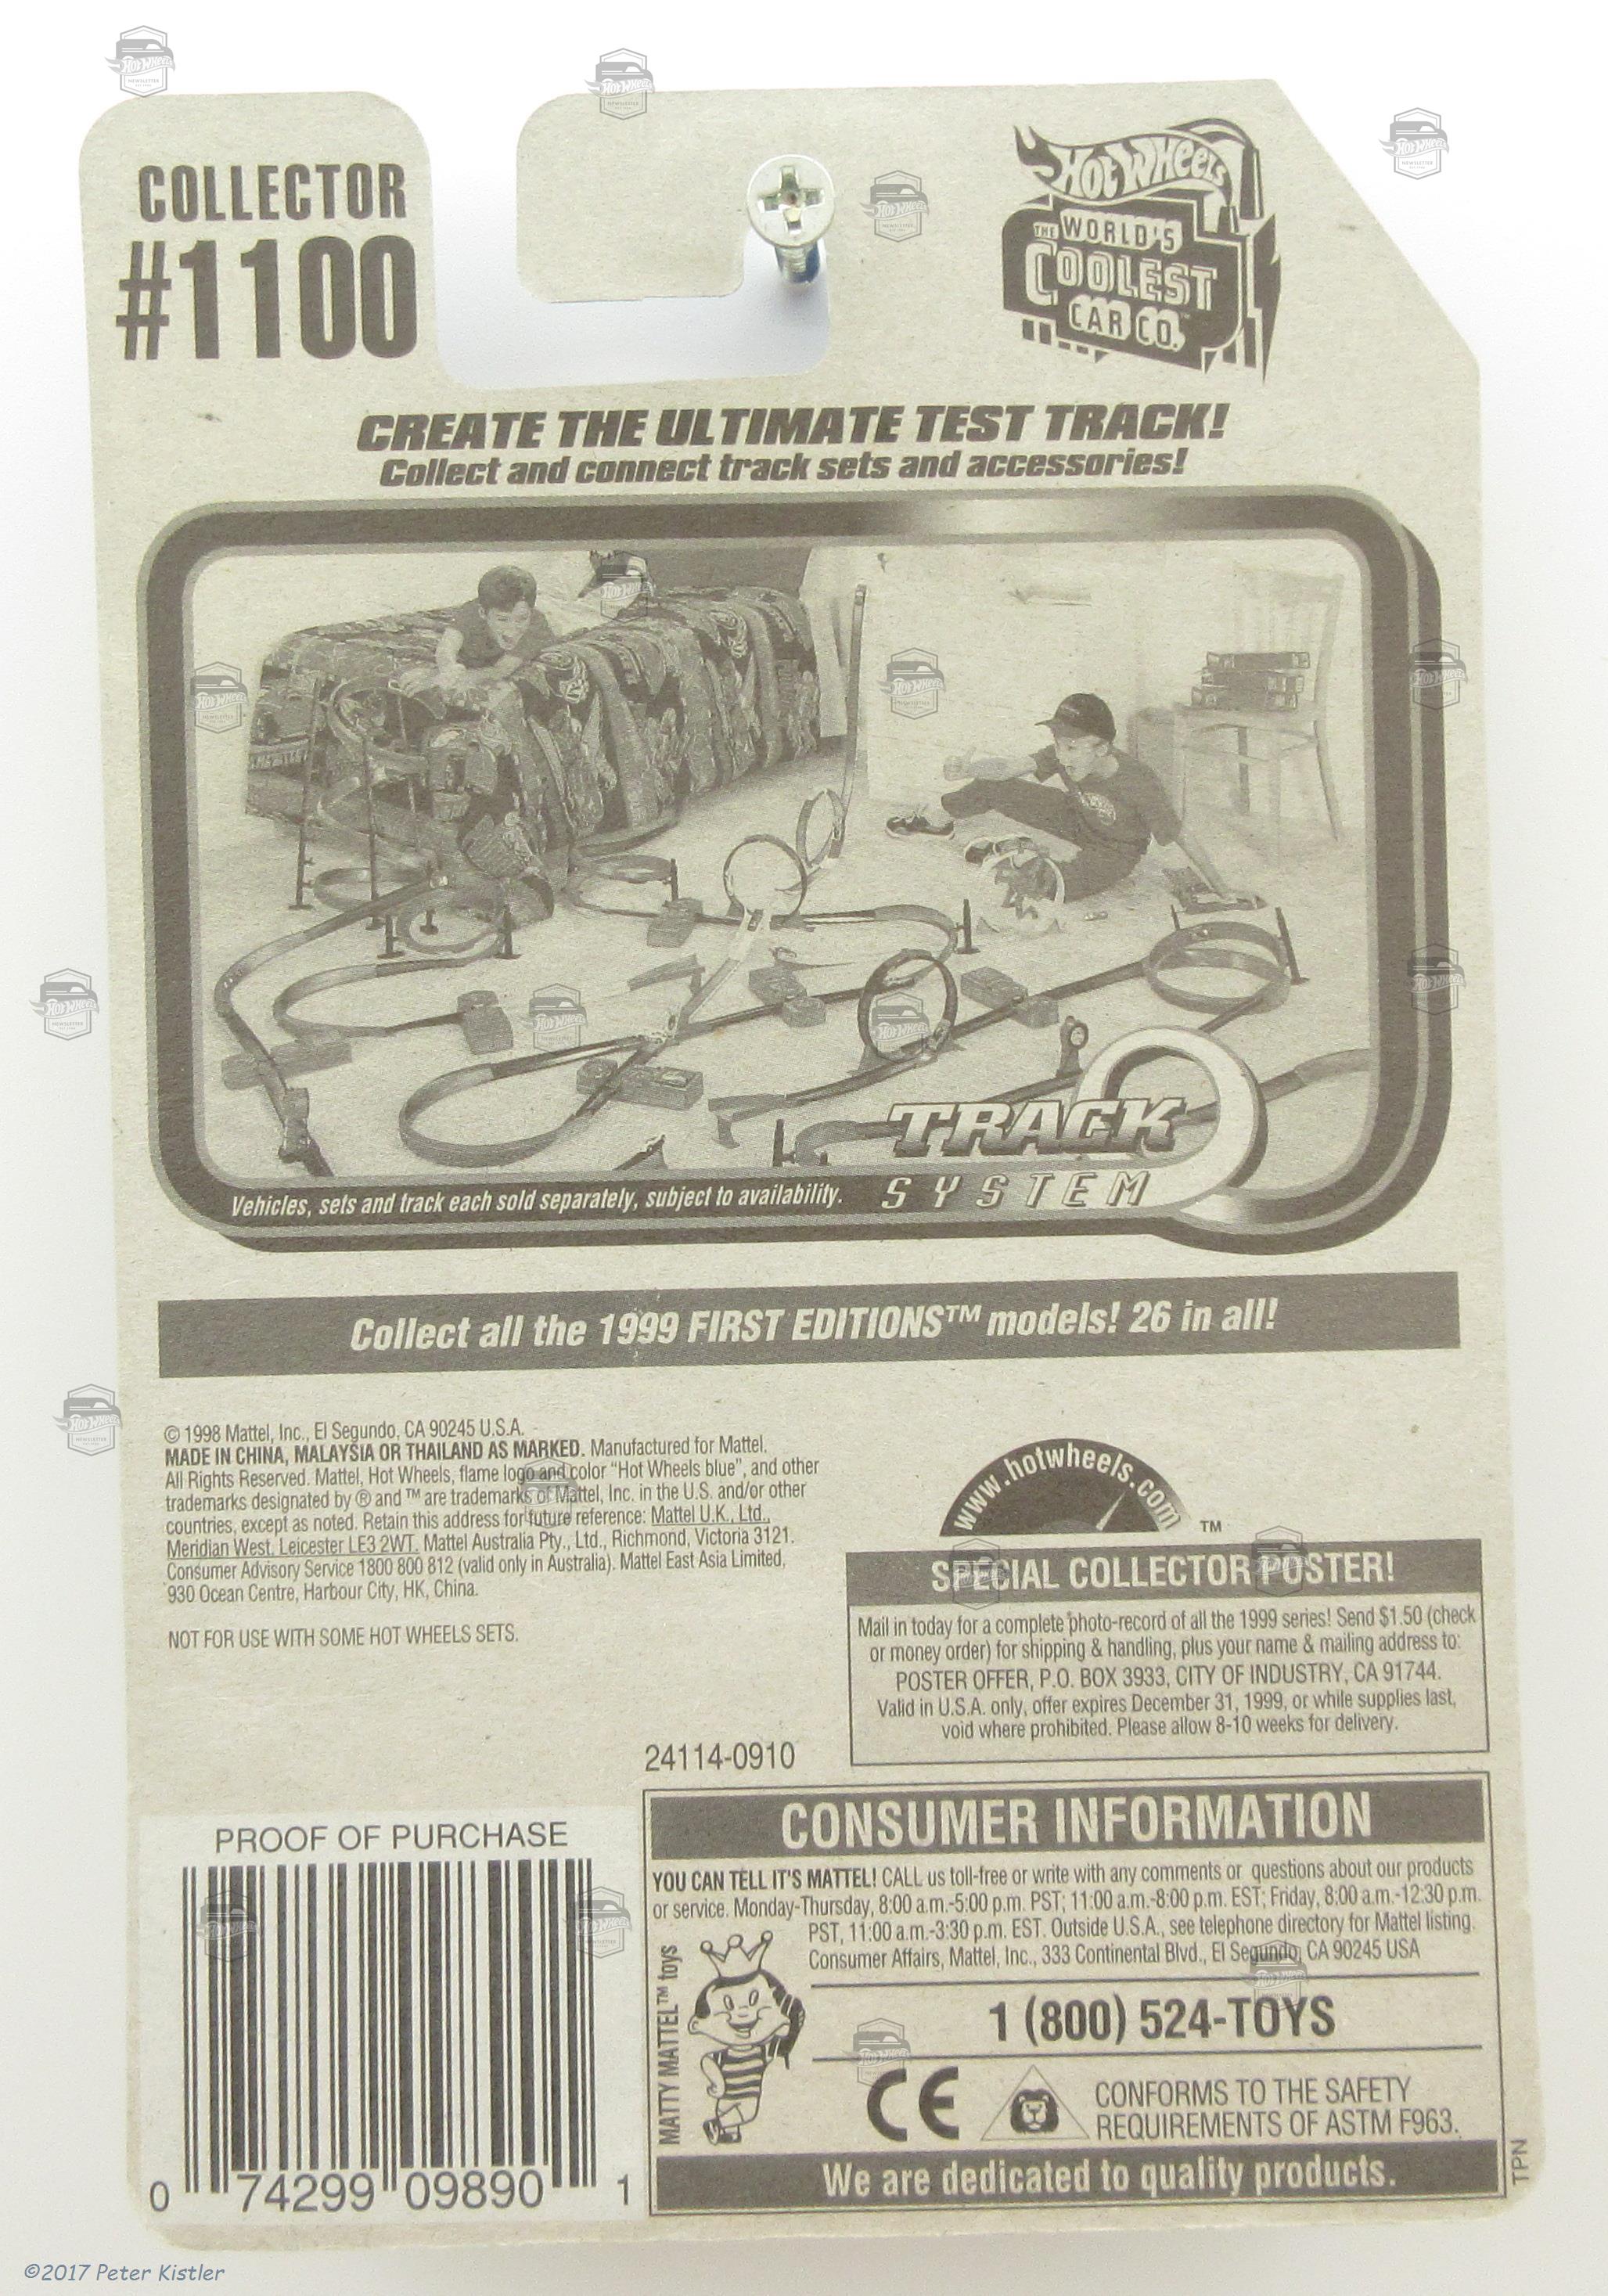 COLLECTOR
#1100
HOT WHEELS
THE WORLD'S
COOLEST
CAR CO.™
CREATE THE ULTIMATE TEST TRACK!
Collect and connect track sets and accessories!
TRACK
SYSTEM
Vehicles, sets and track each sold separately, subject to availability.
Collect all the 1999 FIRST EDITIONS™ models! 26 in all!
© 1998 Mattel, Inc., El Segundo, CA 90245 U.S.A.
MADE IN CHINA, MALAYSIA OR THAILAND AS MARKED. Manufactured for Mattel.
All Rights Reserved. Mattel, Hot Wheels, flame logo and color "Hot Wheels blue", and other
trademarks designated by ® and ™ are trademarks of Mattel, Inc. in the U.S. and/or other
countries, except as noted. Retain this address for future reference: Mattel U.K., Ltd.,
Meridian West, Leicester LE3 2WT. Mattel Australia Pty., Ltd., Richmond, Victoria 3121.
Consumer Advisory Service 1800 800 812 (valid only in Australia). Mattel East Asia Limited,
930 Ocean Centre, Harbour City, HK, China.
NOT FOR USE WITH SOME HOT WHEELS SETS.
www.hotwheels.com
™
SPECIAL COLLECTOR POSTER!
Mail in today for a complete photo-record of all the 1999 series! Send $1.50 (check
or money order) for shipping & handling, plus your name & mailing address to:
POSTER OFFER, P.O. BOX 3933, CITY OF INDUSTRY, CA 91744.
Valid in U.S.A. only, offer expires December 31, 1999, or while supplies last,
void where prohibited. Please allow 8-10 weeks for delivery.
24114-0910
PROOF OF PURCHASE
0 74299 09890 1
CONSUMER INFORMATION
YOU CAN TELL IT'S MATTEL! CALL us toll-free or write with any comments or questions about our products
or service. Monday-Thursday, 8:00 a.m.-5:00 p.m. PST; 11:00 a.m.-8:00 p.m. EST; Friday, 8:00 a.m.-12:30 p.m.
PST, 11:00 a.m.-3:30 p.m. EST. Outside U.S.A., see telephone directory for Mattel listing.
Consumer Affairs, Mattel, Inc., 333 Continental Blvd., El Segundo, CA 90245 USA
MATTY MATTEL™ toys
1 (800) 524-TOYS
CE
CONFORMS TO THE SAFETY
REQUIREMENTS OF ASTM F963.
We are dedicated to quality products.
TPN
©2017 Peter Kistler